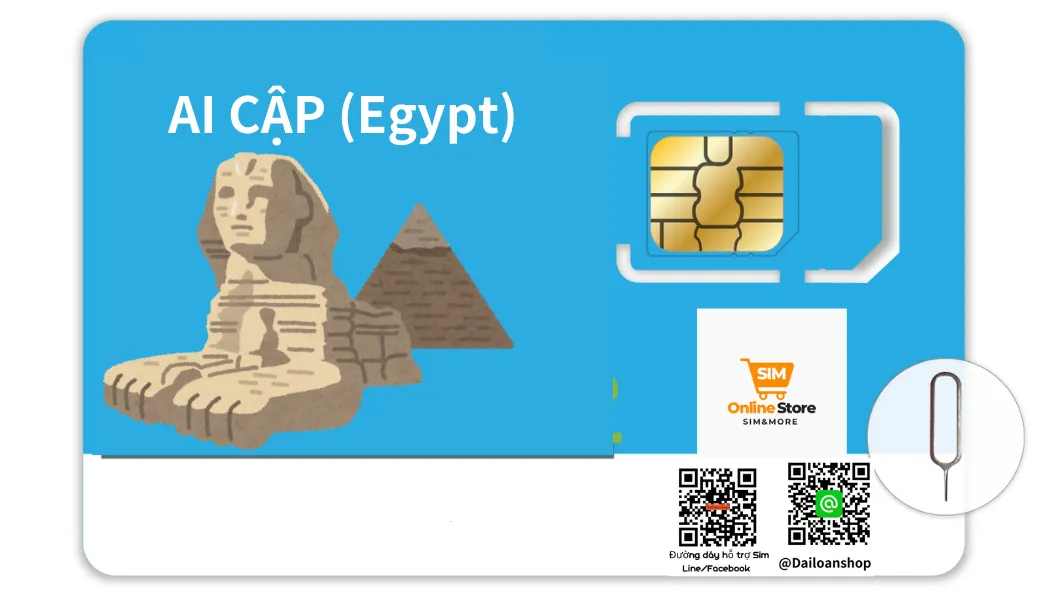 AI CẬP (Egypt)
SIM
Online Store
SIM&MORE
@
Đường dây hỗ trợ Sim
Line/Facebook
@Dailoanshop